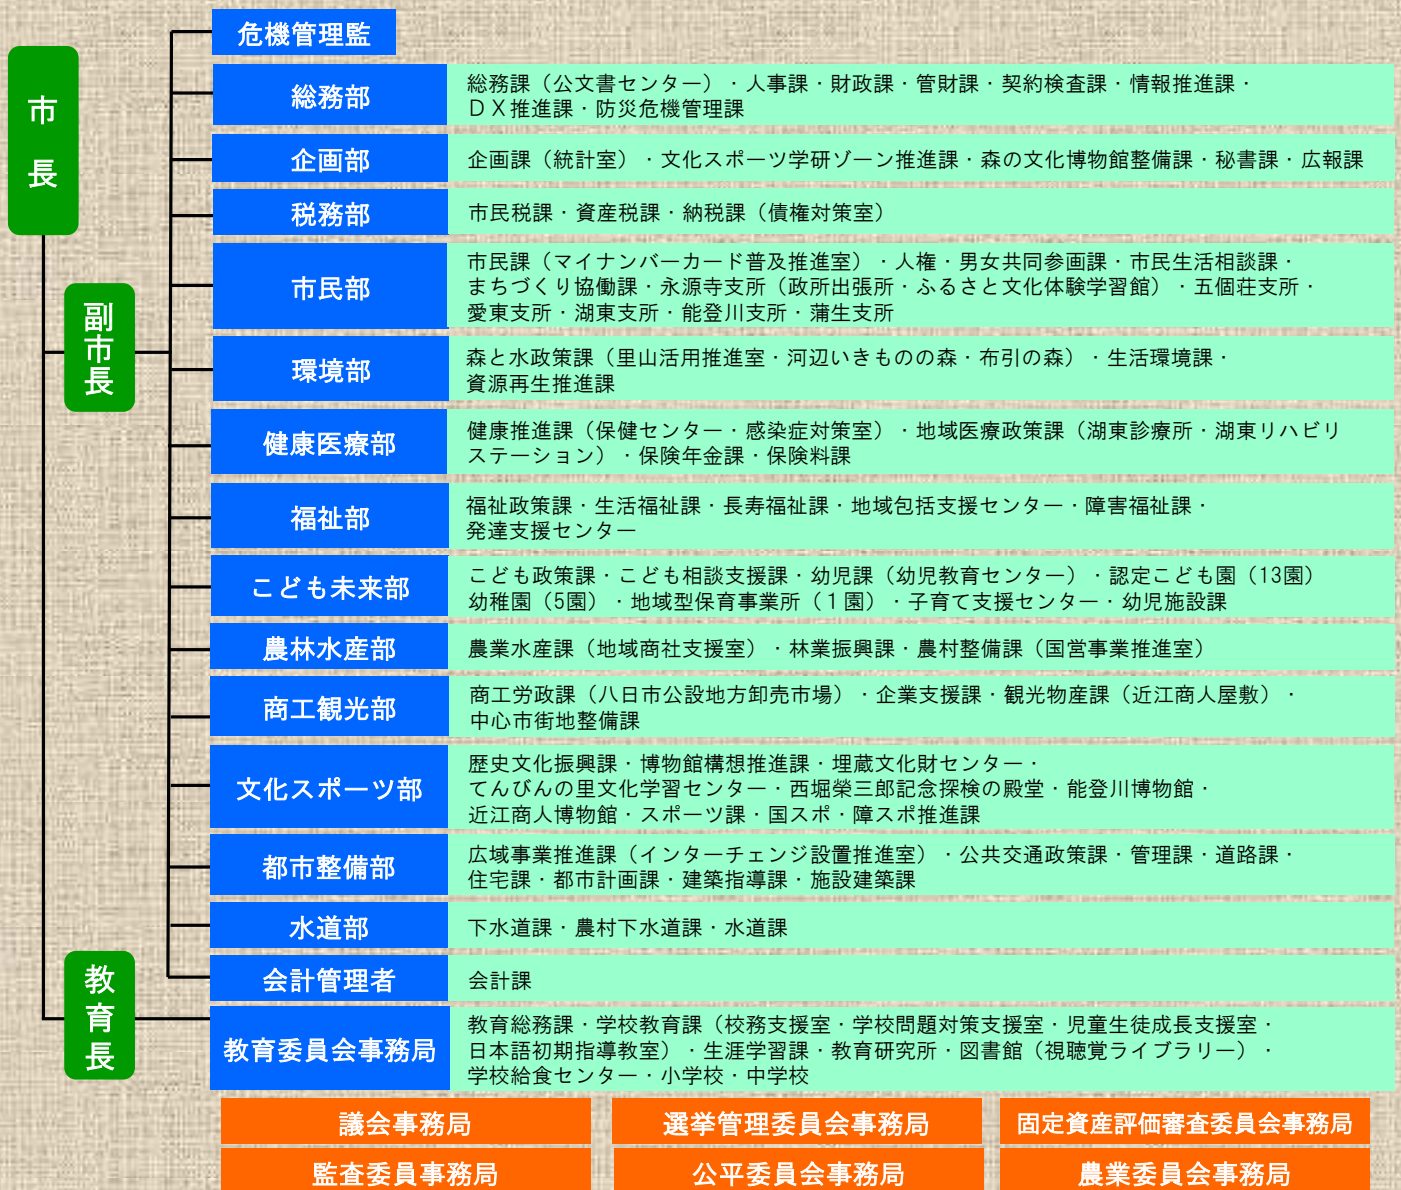 市長
副市長
教育長
危機管理監
総務部
総務課（公文書センター）・人事課・財政課・管財課・契約検査課・情報推進課・
ＤＸ推進課・防災危機管理課
企画部
企画課（統計室）・文化スポーツ学研ゾーン推進課・森の文化博物館整備課・秘書課・広報課
税務部
市民税課・資産税課・納税課（債権対策室）
市民部
市民課（マイナンバーカード普及推進室）・人権・男女共同参画課・市民生活相談課・
まちづくり協働課・永源寺支所（政所出張所・ふるさと文化体験学習館）・五個荘支所・
愛東支所・湖東支所・能登川支所・蒲生支所
環境部
森と水政策課（里山活用推進室・河辺いきものの森・布引の森）・生活環境課・
資源再生推進課
健康医療部
健康推進課（保健センター・感染症対策室）・地域医療政策課（湖東診療所・湖東リハビリ
ステーション）・保険年金課・保険料課
福祉部
福祉政策課・生活福祉課・長寿福祉課・地域包括支援センター・障害福祉課・
発達支援センター
こども未来部
こども政策課・こども相談支援課・幼児課（幼児教育センター）・認定こども園（13園）
幼稚園（5園）・地域型保育事業所（１園）・子育て支援センター・幼児施設課
農林水産部
農業水産課（地域商社支援室）・林業振興課・農村整備課（国営事業推進室）
商工観光部
商工労政課（八日市公設地方卸売市場）・企業支援課・観光物産課（近江商人屋敷）・
中心市街地整備課
文化スポーツ部
歴史文化振興課・博物館構想推進課・埋蔵文化財センター・
てんびんの里文化学習センター・西堀榮三郎記念探検の殿堂・能登川博物館・
近江商人博物館・スポーツ課・国スポ・障スポ推進課
都市整備部
広域事業推進課（インターチェンジ設置推進室）・公共交通政策課・管理課・道路課・
住宅課・都市計画課・建築指導課・施設建築課
水道部
下水道課・農村下水道課・水道課
会計管理者
会計課
教育委員会事務局
教育総務課・学校教育課（校務支援室・学校問題対策支援室・児童生徒成長支援室・
日本語初期指導教室）・生涯学習課・教育研究所・図書館（視聴覚ライブラリー）・
学校給食センター・小学校・中学校
議会事務局
選挙管理委員会事務局
固定資産評価審査委員会事務局
監査委員事務局
公平委員会事務局
農業委員会事務局